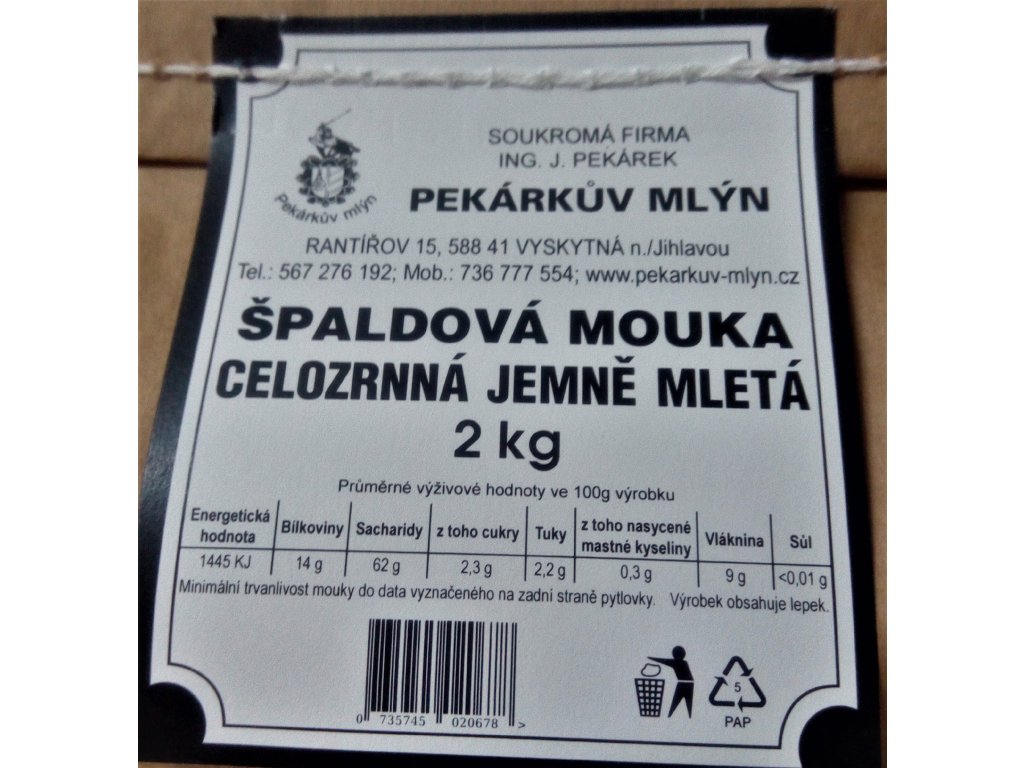 SOUKROMÁ FIRMA
ING. J. PEKÁREK
PEKÁRKŮV MLÝN
Pekárkův mlýn
RANTÍŘOV 15, 588 41 VYSKYTNÁ n./Jihlavou
Tel.: 567 276 192; Mob.: 736 777 554; www.pekarkuv-mlyn.cz
ŠPALDOVÁ MOUKA
CELOZRNNÁ JEMNĚ MLETÁ
2 kg
Průměrné výživové hodnoty ve 100g výrobku
Energetická hodnota Bílkoviny Sacharidy z toho cukry Tuky z toho nasycené mastné kyseliny Vláknina Sůl
1445 KJ 14 g 62 g 2,3 g 2,2 g 0,3 g 9 g <0,01 g
Minimální trvanlivost mouky do data vyznačeného na zadní straně pytlovky. Výrobek obsahuje lepek.
0 735745 020678 >
5
PAP